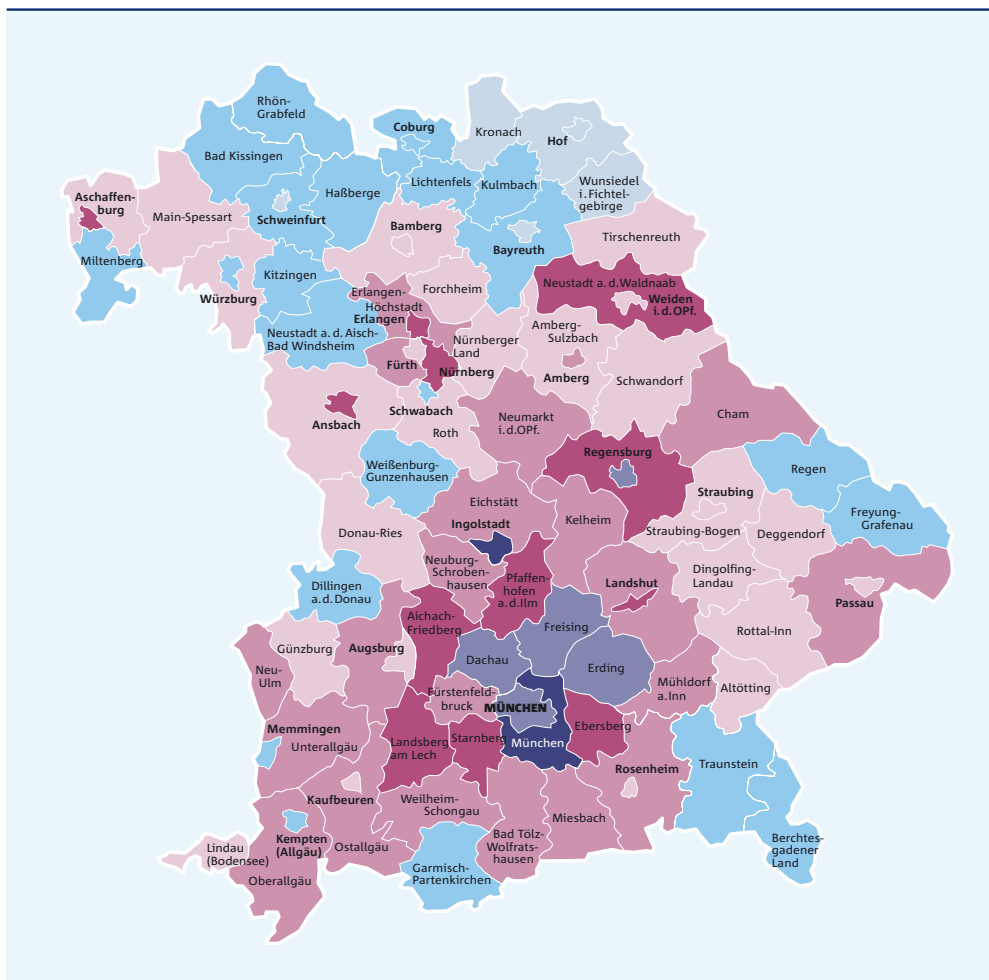 Rhön-
Grabfeld
Coburg
Kronach
Hof
Bad Kissingen
Lichtenfels
Kulmbach
Wunsiedel
i. Fichtel-
gebirge
Haßberge
Aschaffen-
burg
Main-Spessart
Schweinfurt
Bamberg
Tirschenreuth
Bayreuth
Miltenberg
Kitzingen
Würzburg
Neustadt a. d. Waldnaab
Weiden
i. d. OPf.
Erlangen-
Höchstadt
Forchheim
Erlangen
Neustadt a. d. Aisch-
Bad Windsheim
Nürnberger
Land
Amberg-
Sulzbach
Fürth
Nürnberg
Amberg
Schwandorf
Ansbach
Schwabach
Roth
Neumarkt
i. d. OPf.
Cham
Regensburg
Weißenburg-
Gunzenhausen
Regen
Straubing
Eichstätt
Freyung-
Grafenau
Ingolstadt
Kelheim
Donau-Ries
Straubing-Bogen
Deggendorf
Neuburg-
Schroben-
hausen
Pfaffen-
hofen
a. d. Ilm
Dingolfing-
Landau
Dillingen
a. d. Donau
Landshut
Passau
Aichach-
Friedberg
Freising
Rottal-Inn
Günzburg
Augsburg
Dachau
Erding
Neu-
Ulm
Mühldorf
a. Inn
Altötting
Fürstenfeld-
bruck
MÜNCHEN
Memmingen
Unterallgäu
Landsberg
am Lech
Starnberg
München
Ebersberg
Traunstein
Rosenheim
Kaufbeuren
Weilheim-
Schongau
Miesbach
Kempten
(Allgäu)
Lindau
(Bodensee)
Ostallgäu
Bad Tölz-
Wolfrats-
hausen
Berchtes-
gadener
Land
Garmisch-
Partenkirchen
Oberallgäu